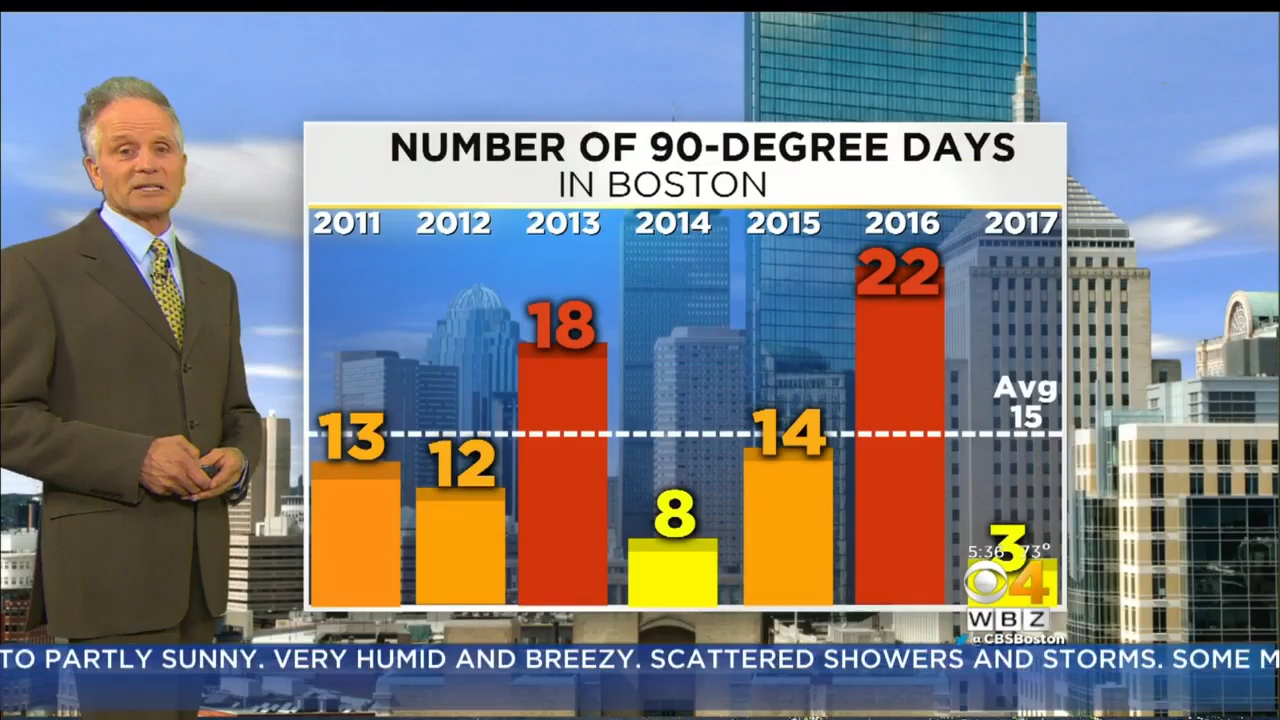 NUMBER OF 90-DEGREE DAYS
IN BOSTON
2011 2012 2013 2014 2015 2016 2017
22
18
Avg
15
13
14
12
8
3
5:36 73°
4
WBZ
@CBSBoston
TO PARTLY SUNNY. VERY HUMID AND BREEZY. SCATTERED SHOWERS AND STORMS. SOME M